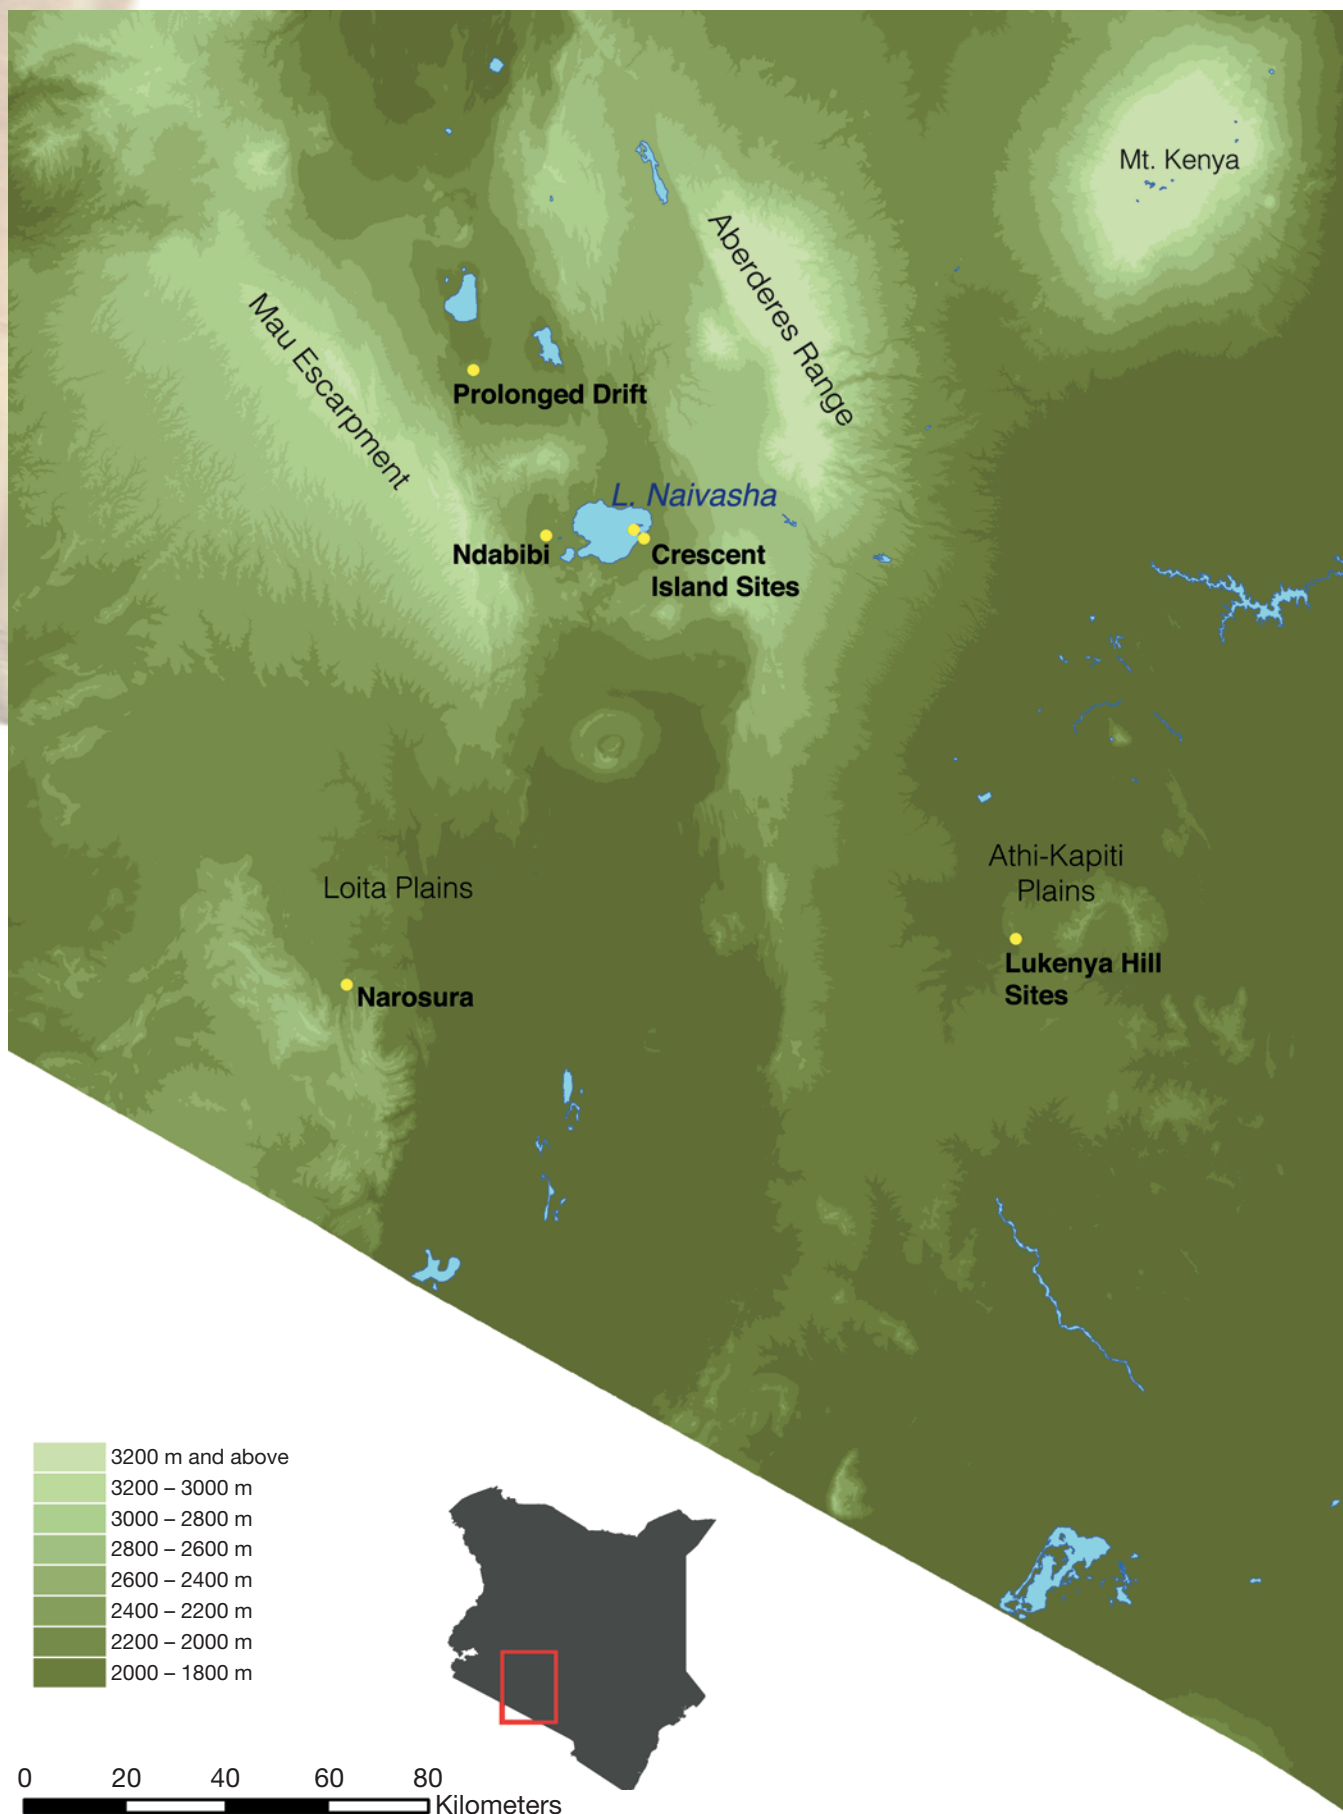 Mt. Kenya
Aberderes Range
Mau Escarpment
Prolonged Drift
L. Naivasha
Ndabibi
Crescent
Island Sites
Athi-Kapiti
Plains
Loita Plains
Lukenya Hill
Sites
Narosura
3200 m and above
3200 – 3000 m
3000 – 2800 m
2800 – 2600 m
2600 – 2400 m
2400 – 2200 m
2200 – 2000 m
2000 – 1800 m
0 20 40 60 80
Kilometers